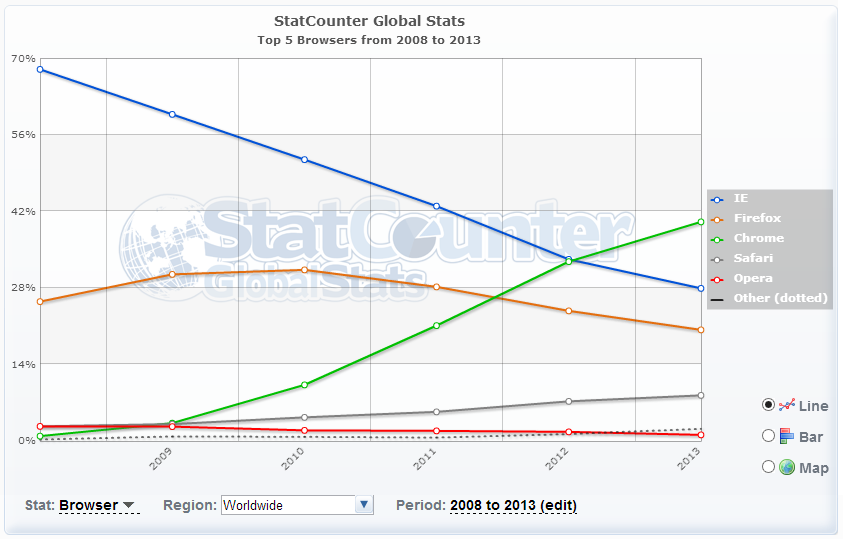 StatCounter Global Stats
Top 5 Browsers from 2008 to 2013
70%
56%
42%
28%
14%
0%
StatCounter
GlobalStats
IE
Firefox
Chrome
Safari
Opera
Other (dotted)
2009
2010
2011
2012
2013
Line
Bar
Map
Stat: Browser Region: Worldwide Period: 2008 to 2013 (edit)